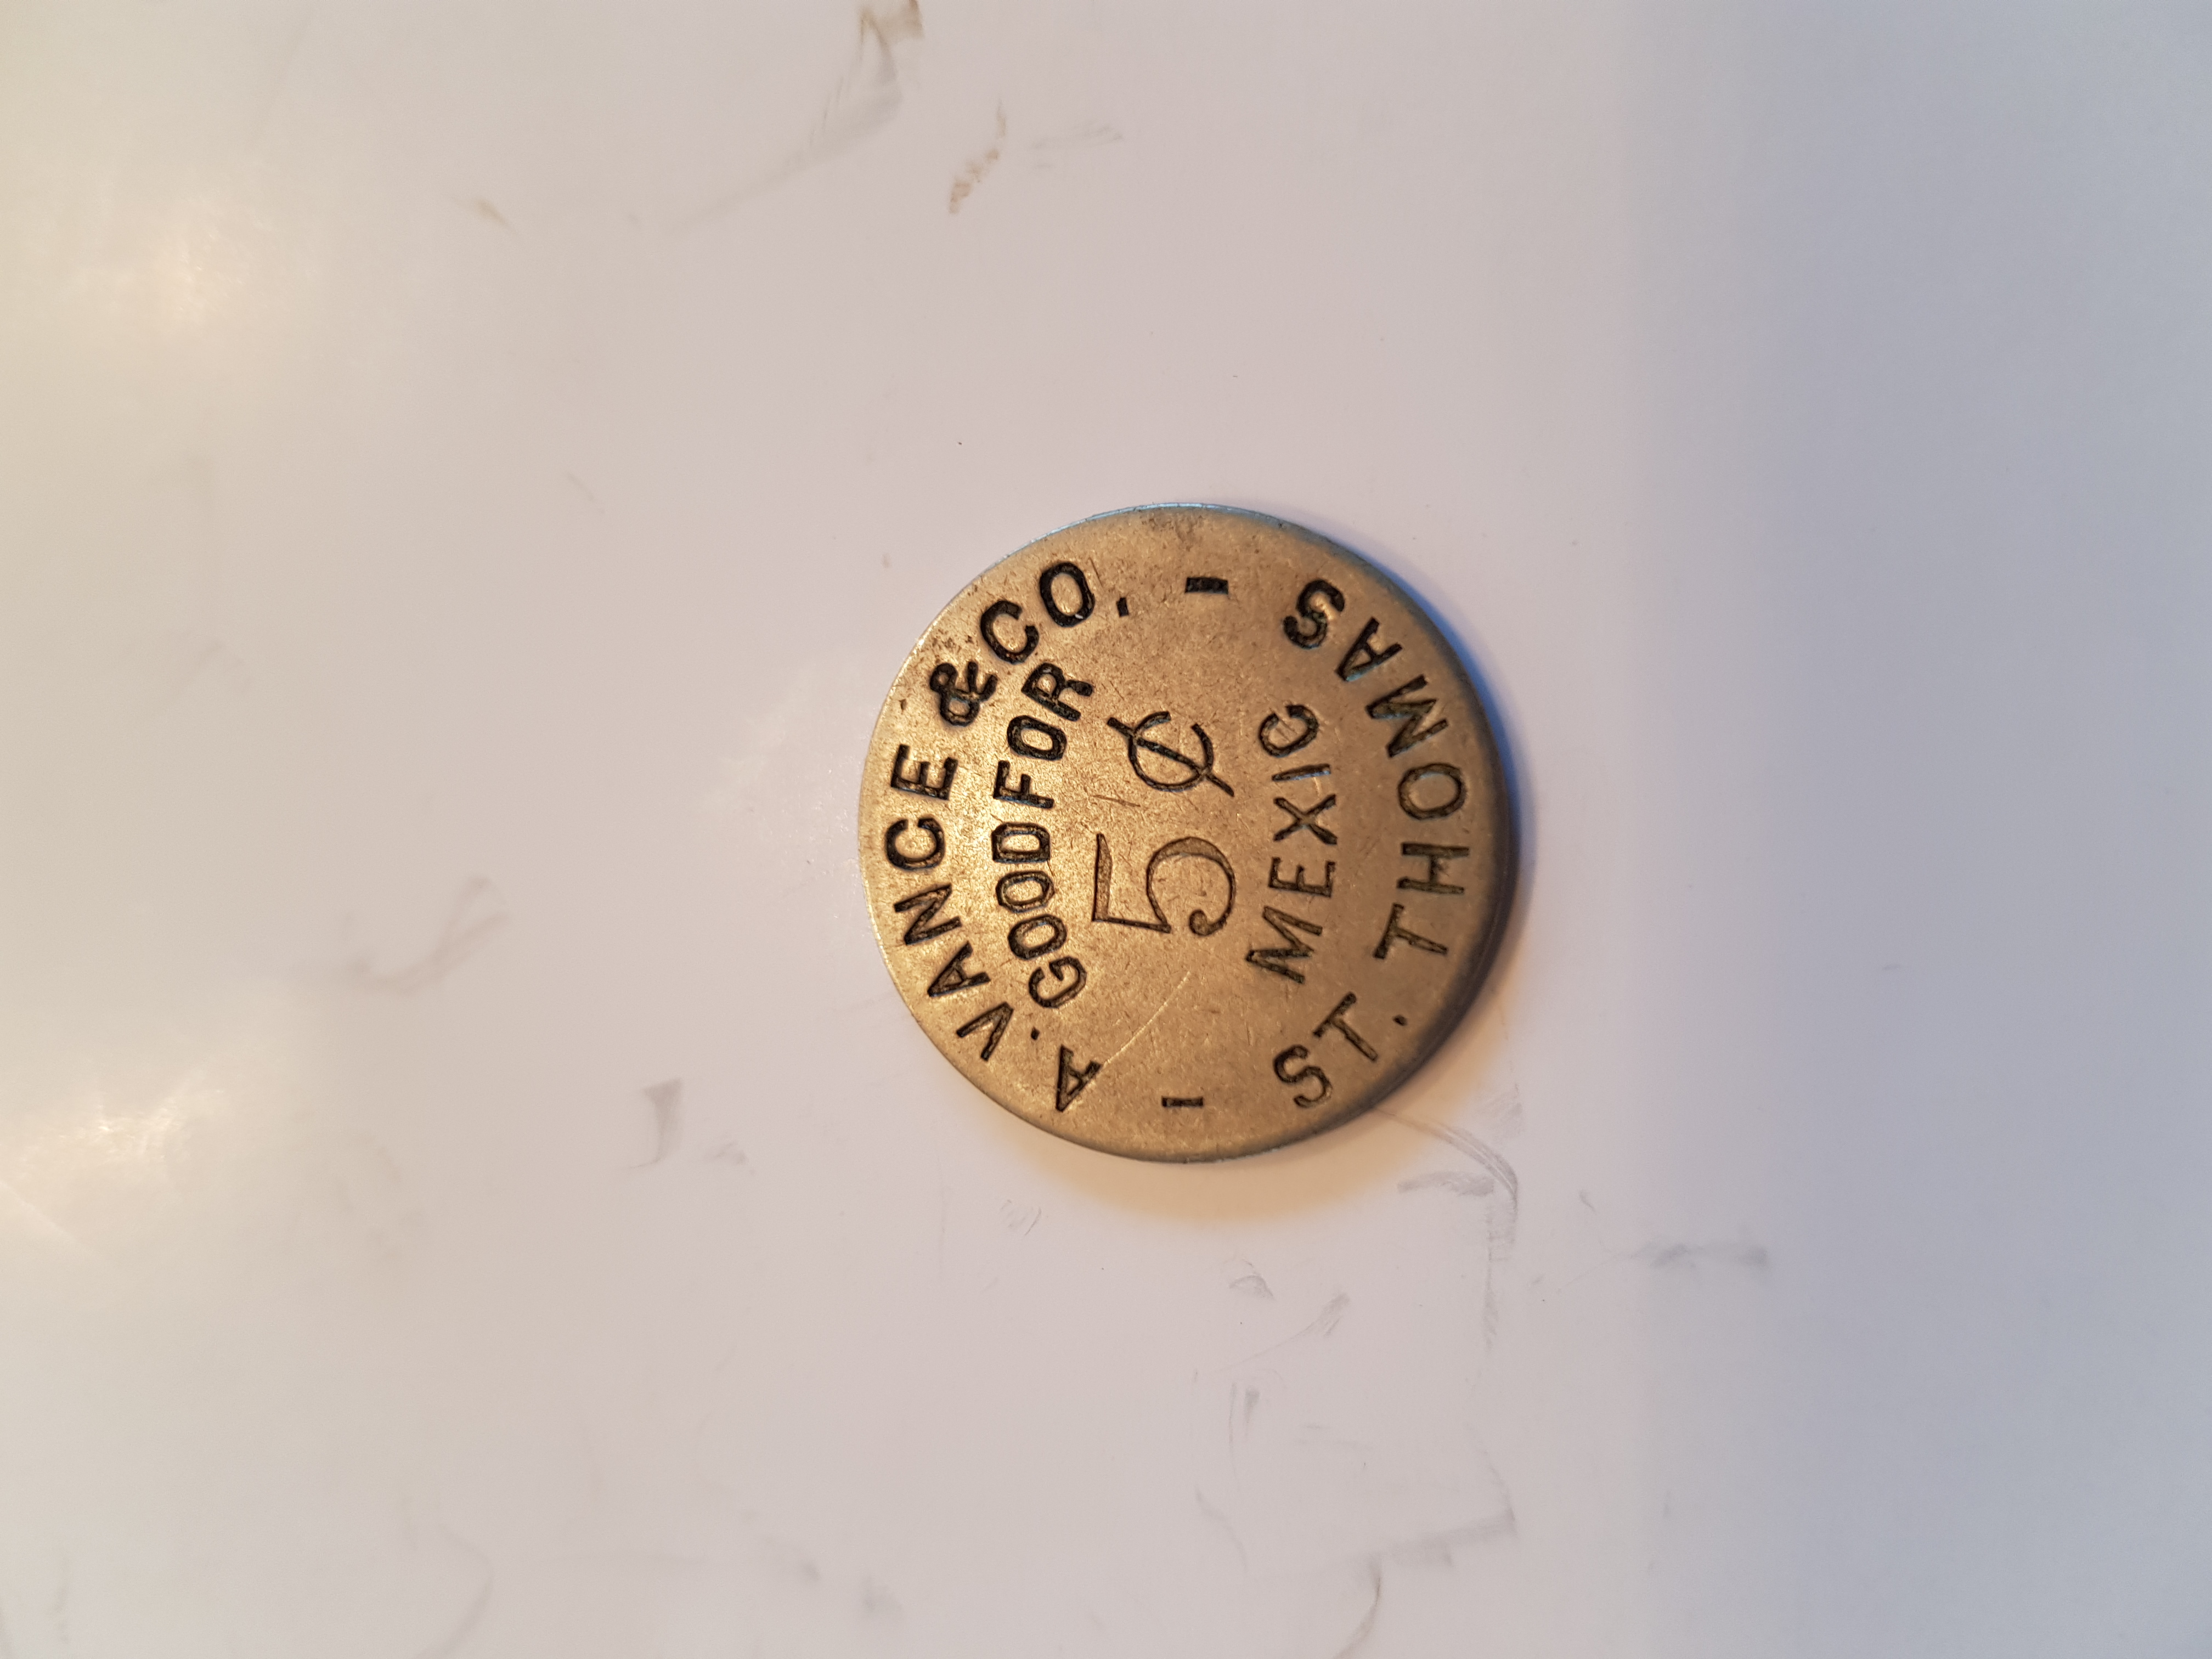 A. VANCE & CO.
GOOD FOR
5¢
MEXIC
- ST. THOMAS -